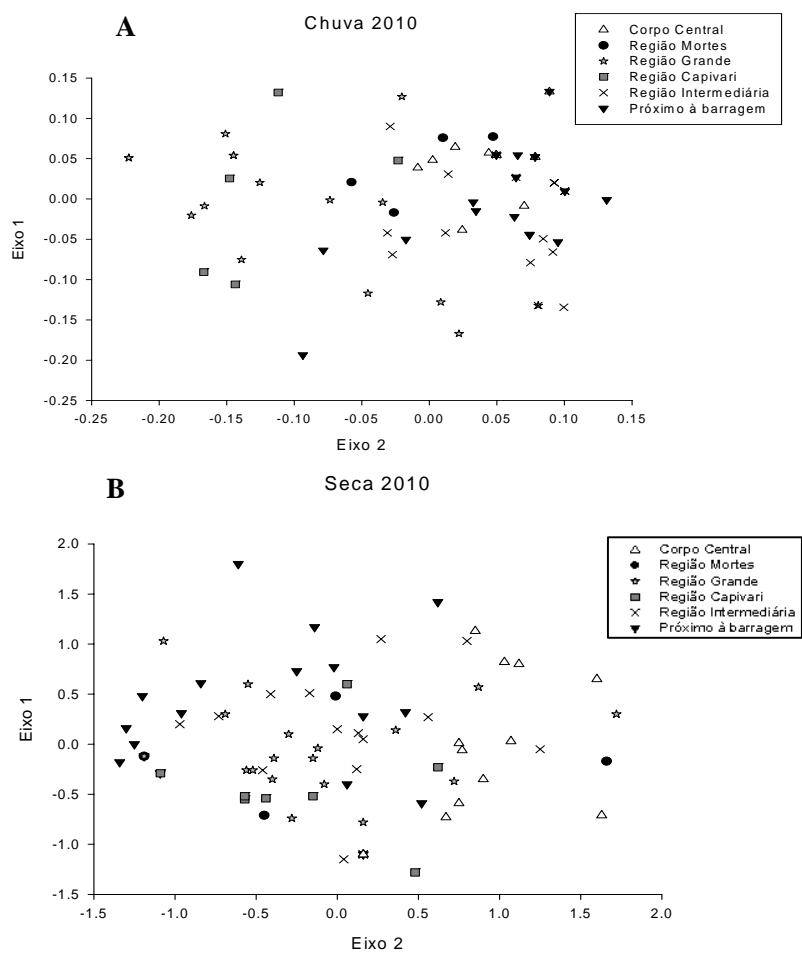 A
Chuva 2010
Corpo Central
Região Mortes
Região Grande
Região Capivari
Região Intermediária
Próximo à barragem
0.15
0.10
0.05
0.00
-0.05
-0.10
-0.15
-0.20
-0.25
Eixo 1
-0.25 -0.20 -0.15 -0.10 -0.05 0.00 0.05 0.10 0.15
Eixo 2
B
Seca 2010
Corpo Central
Região Mortes
Região Grande
Região Capivari
Região Intermediária
Próximo à barragem
2.0
1.5
1.0
0.5
0.0
-0.5
-1.0
-1.5
Eixo 1
-1.5 -1.0 -0.5 0.0 0.5 1.0 1.5 2.0
Eixo 2